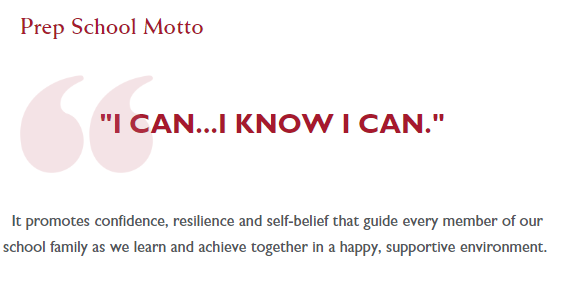 Prep School Motto
"I CAN...I KNOW I CAN."
It promotes confidence, resilience and self-belief that guide every member of our
school family as we learn and achieve together in a happy, supportive environment.